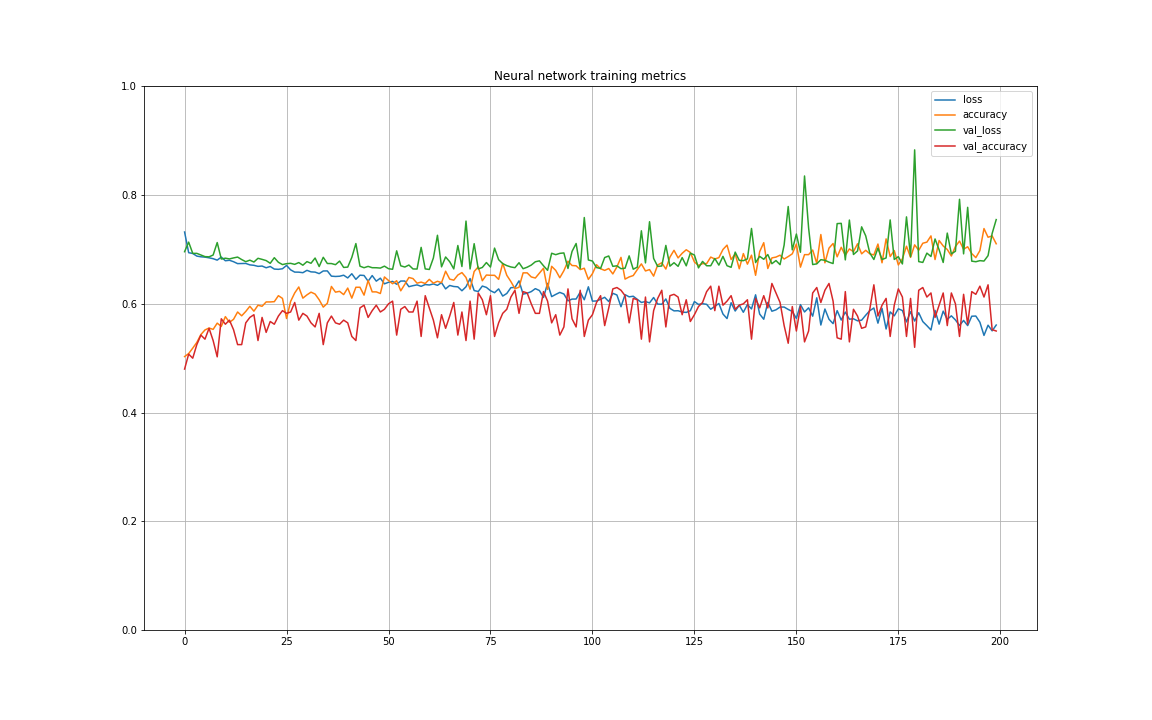 Neural network training metrics
1.0
0.8
0.6
0.4
0.2
0.0
loss
accuracy
val_loss
val_accuracy
0 25 50 75 100 125 150 175 200